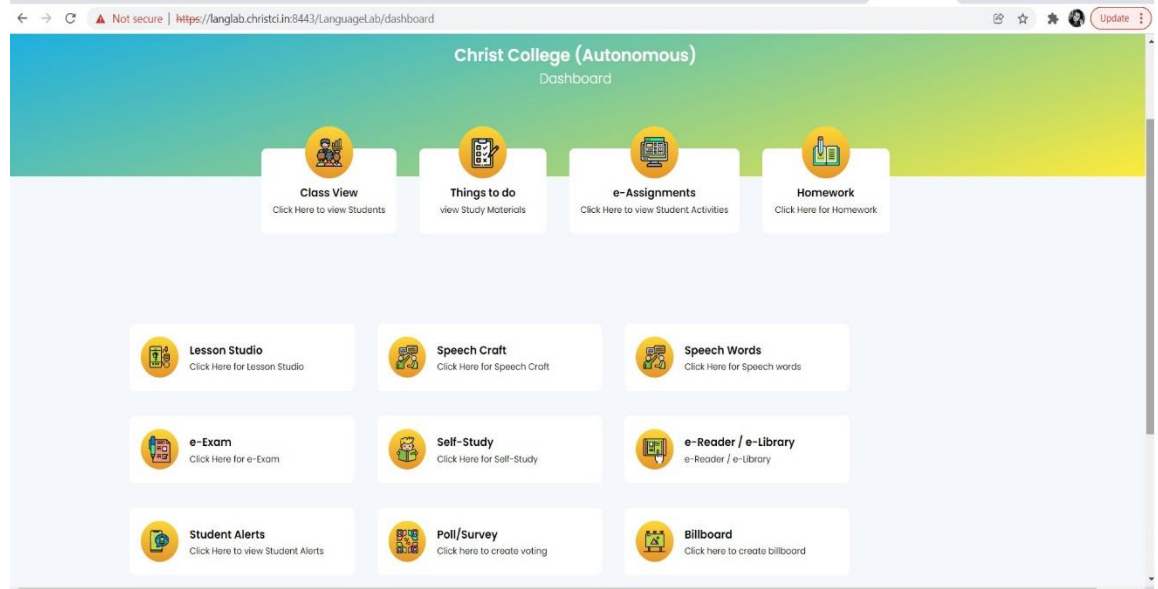 Not secure | https://langlab.christci.in:8443/LanguageLab/dashboard
Update
Christ College (Autonomous)
Dashboard
Class View
Click Here to view Students
Things to do
view Study Materials
e-Assignments
Click Here to view Student Activities
Homework
Click Here for Homework
Lesson Studio
Click Here for Lesson Studio
Speech Craft
Click Here for Speech Craft
Speech Words
Click Here for Speech words
e-Exam
Click Here for e-Exam
Self-Study
Click Here for Self-Study
e-Reader / e-Library
e-Reader / e-Library
Student Alerts
Click Here to view Student Alerts
Poll/Survey
Click here to create voting
Billboard
Click here to create billboard